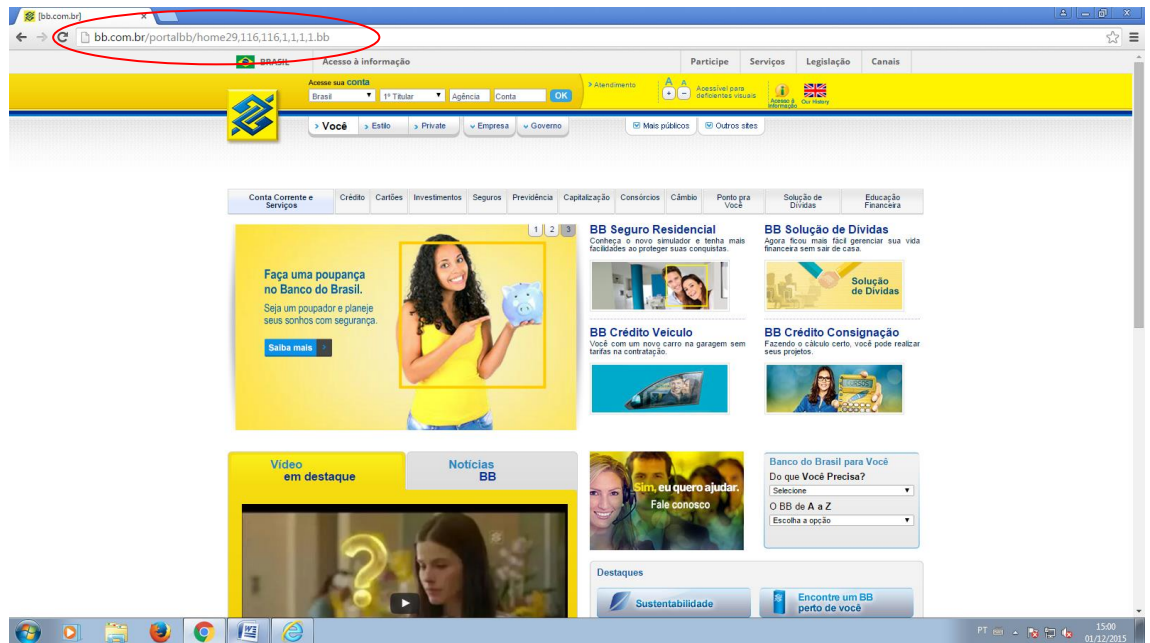 [bb.com.br]
bb.com.br/portalbb/home29,116,116,1,1,1,1.bb
BRASIL
Acesso à informação
Participe
Serviços
Legislação
Canais
Acesse sua conta
Brasil
1º Titular
Agência
Conta
OK
> Atendimento
A A
+ -
Acessível para
deficientes visuais
Acesso à
Informação
Our History
Você
Estilo
Private
Empresa
Governo
Mais públicos
Outros sites
Conta Corrente e
Serviços
Crédito
Cartões
Investimentos
Seguros
Previdência
Capitalização
Consórcios
Câmbio
Ponto pra
Você
Solução de
Dívidas
Educação
Financeira
1 2 3
Faça uma poupança
no Banco do Brasil.
Seja um poupador e planeje
seus sonhos com segurança.
Saiba mais
BB Seguro Residencial
Conheça o novo simulador e tenha mais
facilidades ao proteger suas conquistas.
BB Solução de Dívidas
Agora ficou mais fácil gerenciar sua vida
financeira sem sair de casa.
Solução
de Dívidas
BB Crédito Veículo
Você com um novo carro na garagem sem
tarifas na contratação.
BB Crédito Consignação
Fazendo o cálculo certo, você pode realizar
seus projetos.
Vídeo
em destaque
Notícias
BB
Sim, eu quero ajudar.
Fale conosco
Banco do Brasil para Você
Do que Você Precisa?
Selecione
O BB de A a Z
Escolha a opção
Destaques
Sustentabilidade
Encontre um BB
perto de você
PT
15:00
01/12/2015